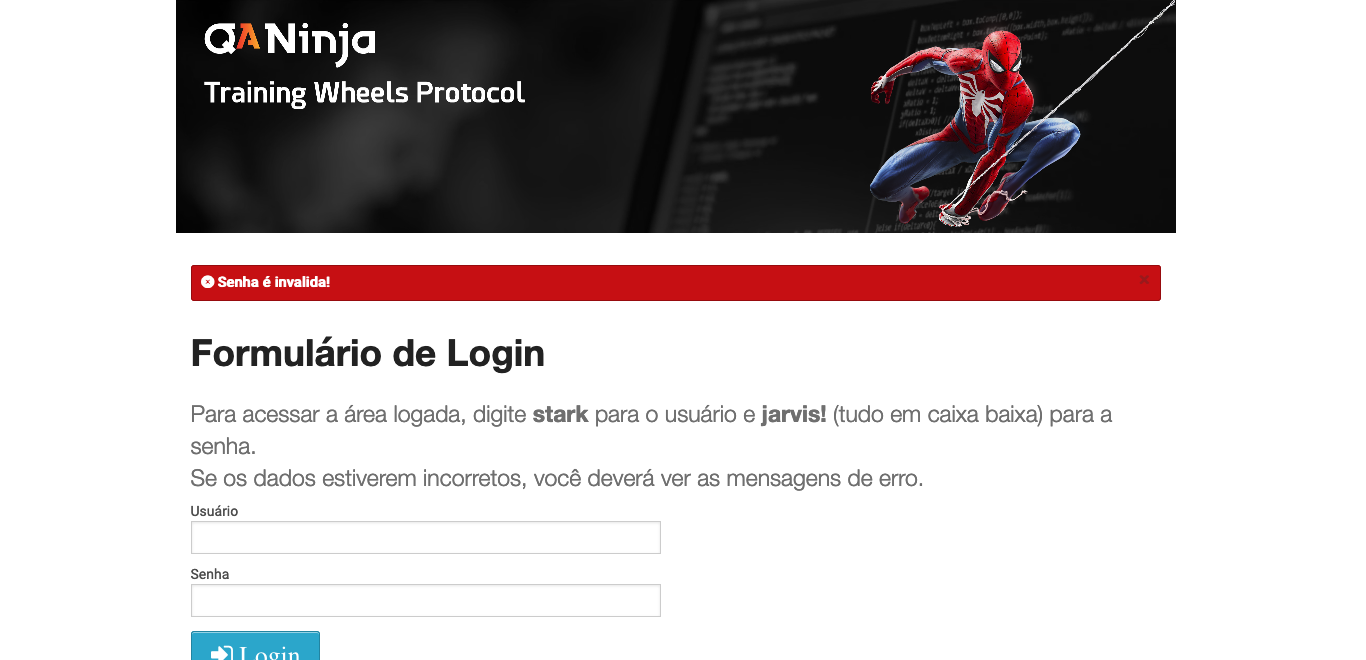 QANinja
Training Wheels Protocol
Senha é invalida!
×
Formulário de Login
Para acessar a área logada, digite stark para o usuário e jarvis! (tudo em caixa baixa) para a
senha.
Se os dados estiverem incorretos, você deverá ver as mensagens de erro.
Usuário
Senha
Login